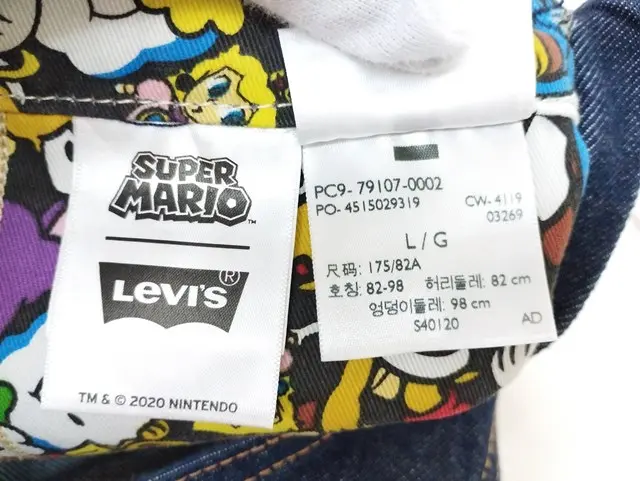 SUPER
MARIO™
LEVI'S®
TM & © 2020 NINTENDO
PC9- 79107-0002
PO- 4515029319
CW- 4119
03269
L / G
尺码: 175/82A
호칭: 82-98 허리둘레: 82 cm
엉덩이둘레: 98 cm
S40120
AD